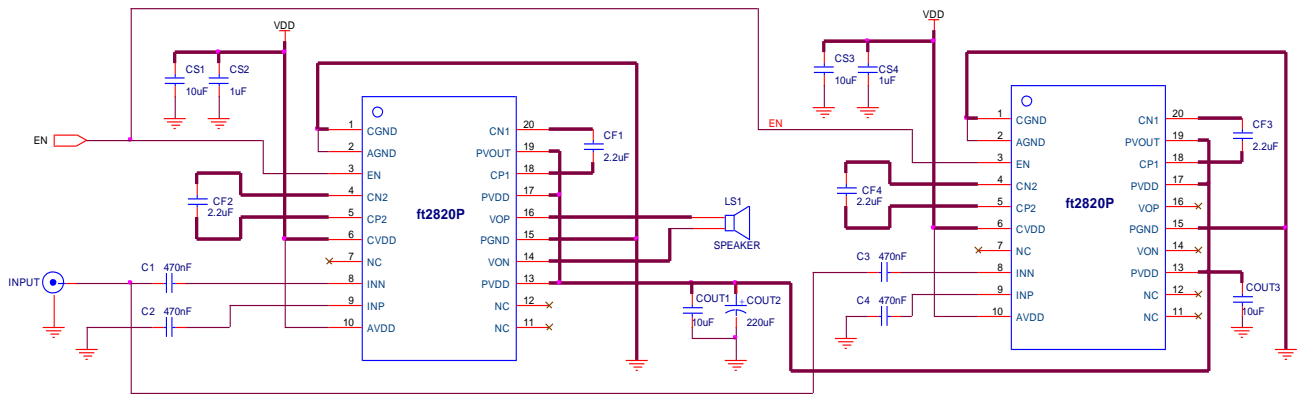 VDD
CS1
10uF
CS2
1uF
EN
CF2
2.2uF
INPUT
C1 470nF
C2 470nF
1 CGND
2 AGND
3 EN
4 CN2
5 CP2
6 CVDD
7 NC
8 INN
9 INP
10 AVDD
ft2820P
CN1 20
PVOUT 19
CP1 18
PVDD 17
VOP 16
PGND 15
VON 14
PVDD 13
NC 12
NC 11
CF1
2.2uF
LS1
SPEAKER
COUT1
10uF
+
COUT2
220uF
VDD
CS3
10uF
CS4
1uF
EN
CF4
2.2uF
C3 470nF
C4 470nF
1 CGND
2 AGND
3 EN
4 CN2
5 CP2
6 CVDD
7 NC
8 INN
9 INP
10 AVDD
ft2820P
CN1 20
PVOUT 19
CP1 18
PVDD 17
VOP 16
PGND 15
VON 14
PVDD 13
NC 12
NC 11
CF3
2.2uF
COUT3
10uF